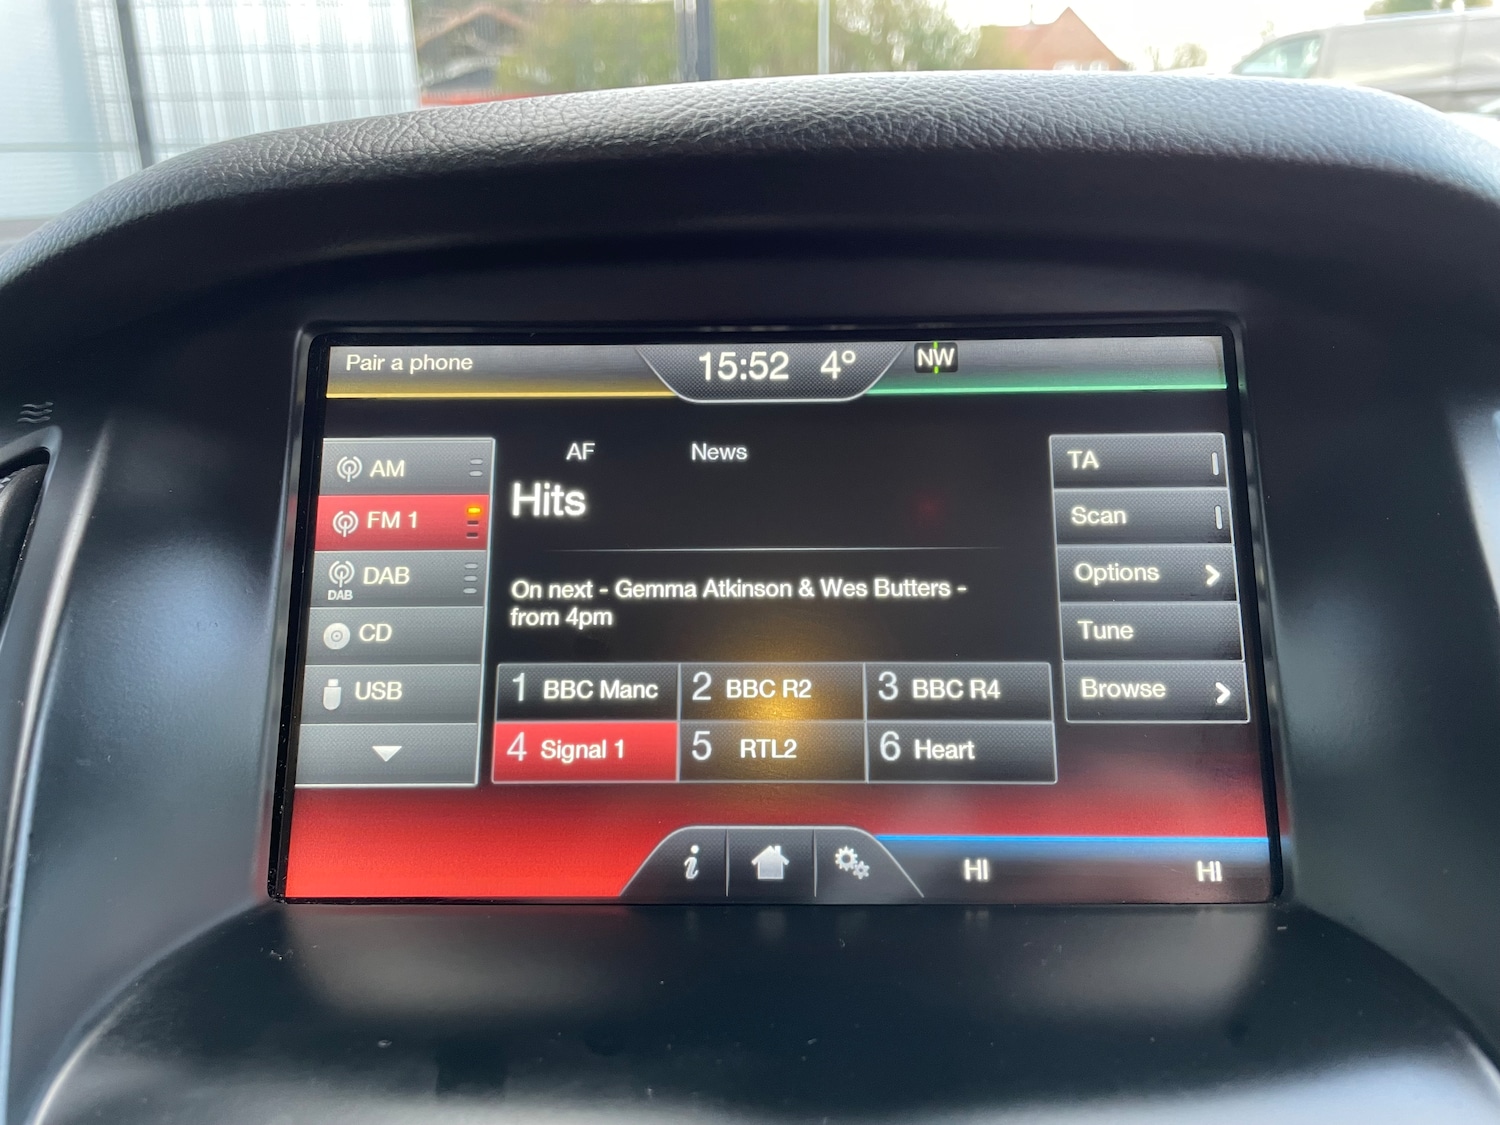 Pair a phone
15:52 4° NW
AM
FM 1
DAB
DAB
CD
USB
AF News
Hits
On next - Gemma Atkinson & Wes Butters -
from 4pm
1 BBC Manc
2 BBC R2
3 BBC R4
4 Signal 1
5 RTL2
6 Heart
TA
Scan
Options
Tune
Browse
i
HI HI